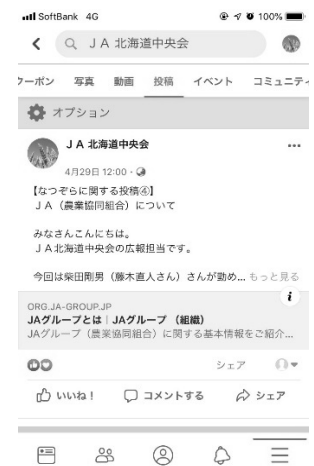 SoftBank 4G 100%
JA 北海道中央会
クーポン 写真 動画 投稿 イベント コミュニティ
オプション
JA 北海道中央会
4月29日 12:00
【なつぞらに関する投稿④】
JA(農業協同組合)について
みなさんこんにちは。
JA北海道中央会の広報担当です。
今回は柴田剛男(藤木直人さん)さんが勤め... もっと見る
ORG.JA-GROUP.JP
JAグループとは | JAグループ (組織)
JAグループ(農業協同組合)に関する基本情報をご紹介...
シェア
いいね! コメントする シェア